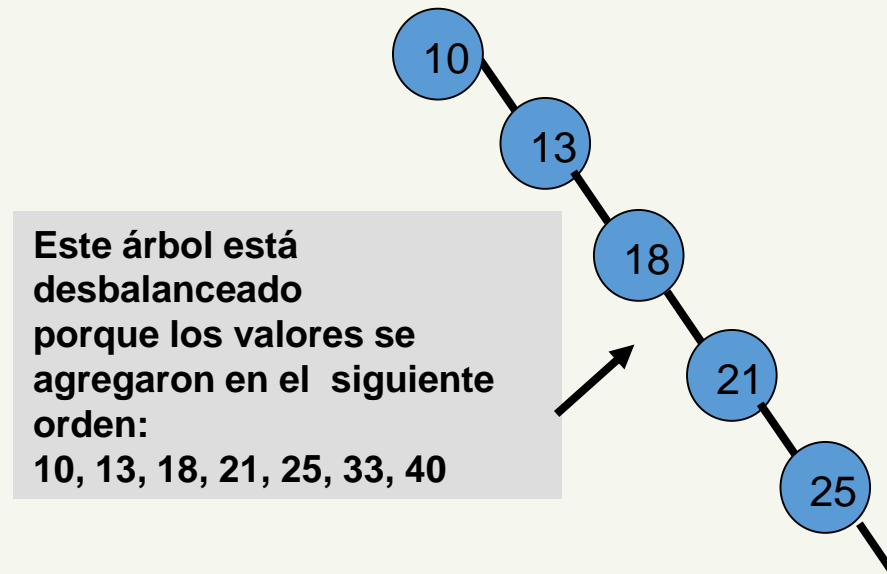 10
13
Este árbol está
desbalanceado
porque los valores se
agregaron en el siguiente
orden:
10, 13, 18, 21, 25, 33, 40
18
21
25